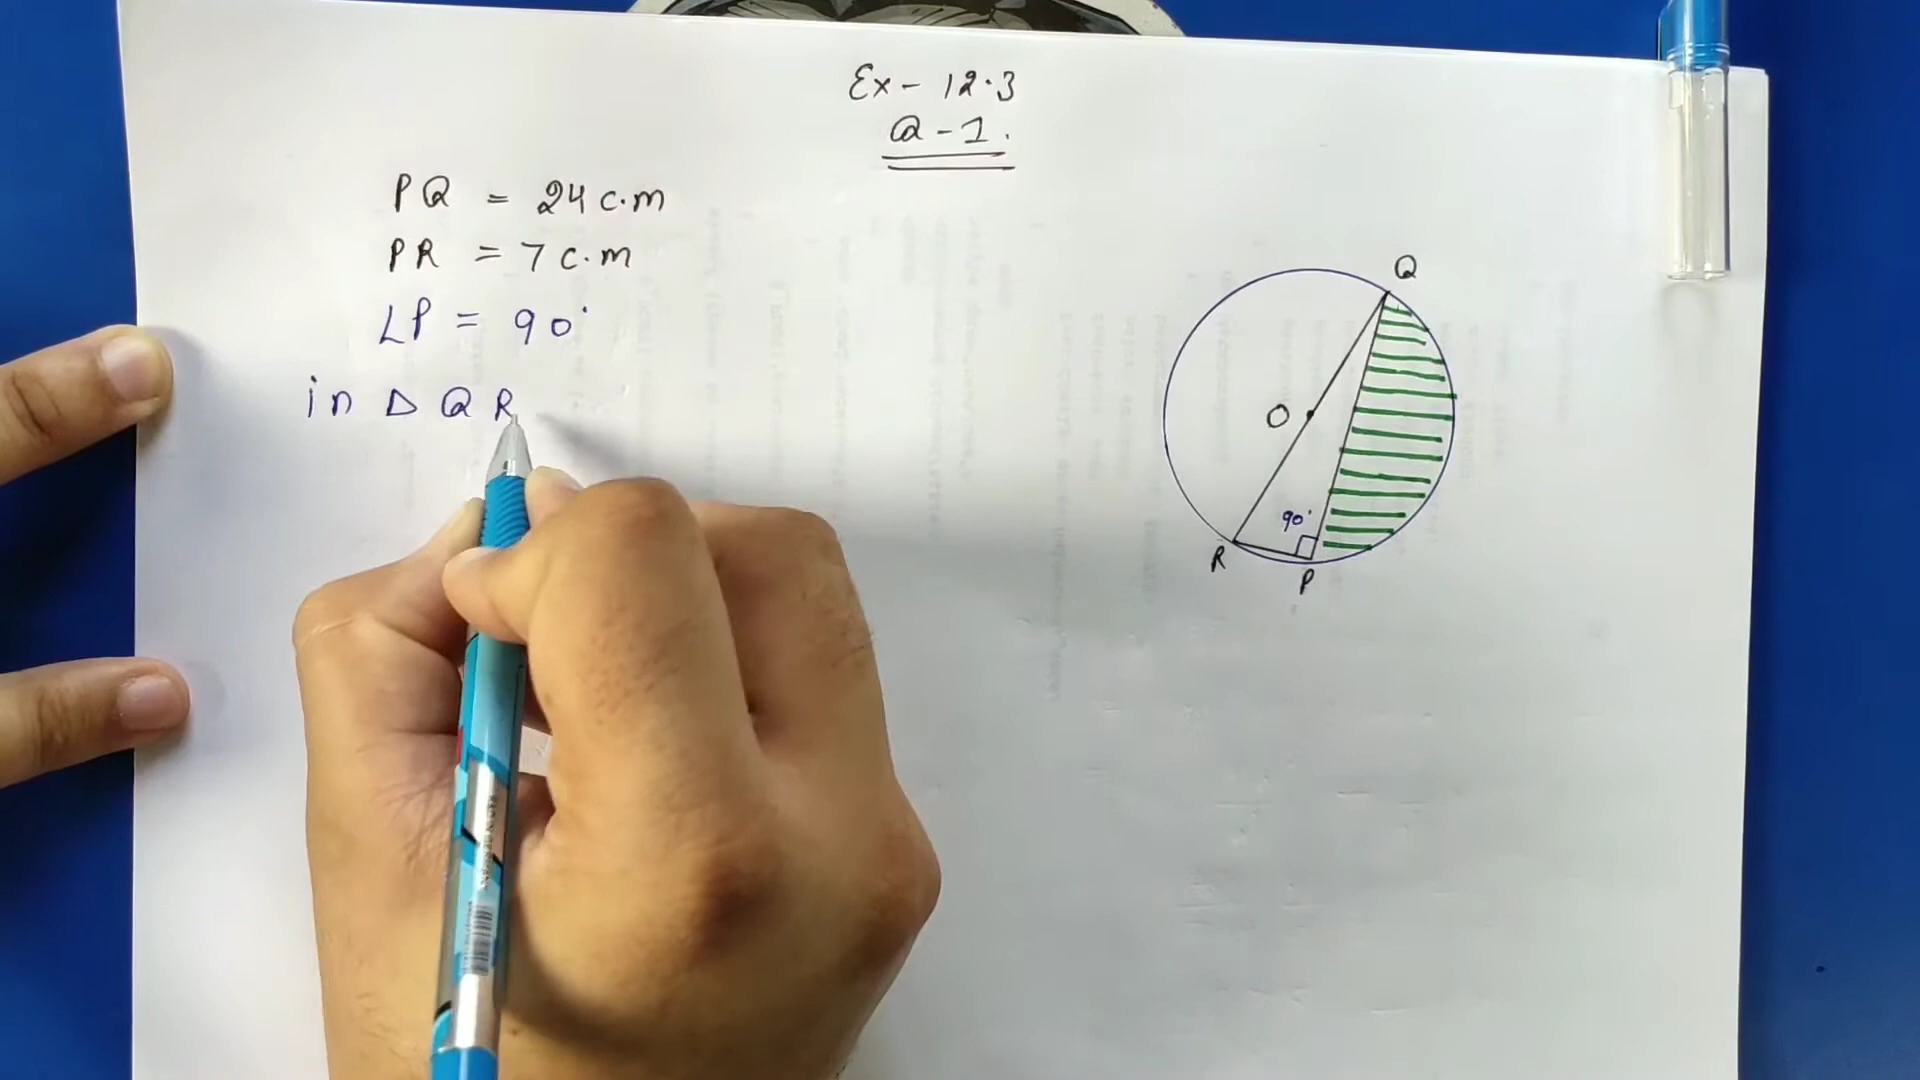 Ex - 12.3
Q - 1.
PQ = 24 c.m
PR = 7 c.m
∠P = 90°
in Δ QR
Q
O
90°
R
P